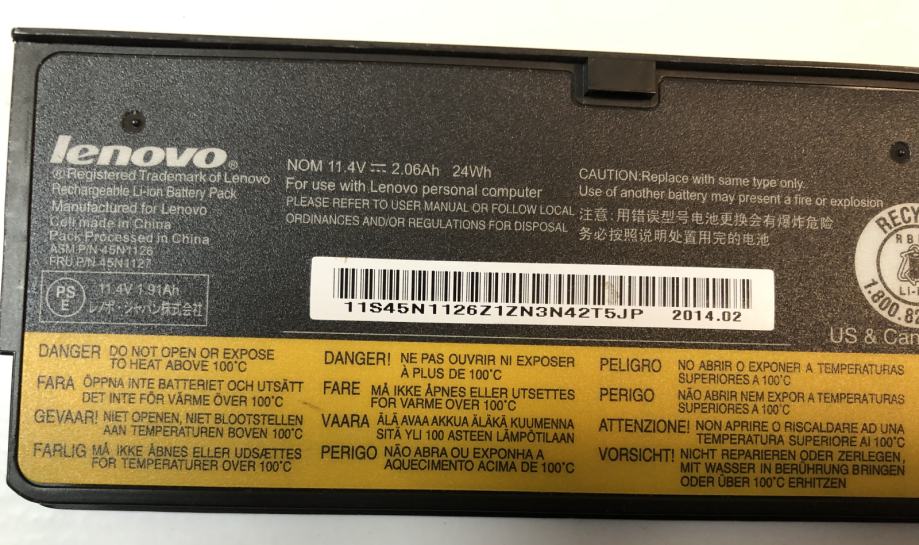 lenovo®
® Registered Trademark of Lenovo
Rechargeable Li-ion Battery Pack
Manufactured for Lenovo
Cell made in China
Pack Processed in China
ASM P/N 45N1126
FRU P/N 45N1127
PS
E
11.4V 1.91Ah
レノボ・ジャパン株式会社
NOM 11.4V ⎓ 2.06Ah 24Wh
For use with Lenovo personal computer
PLEASE REFER TO USER MANUAL OR FOLLOW LOCAL
ORDINANCES AND/OR REGULATIONS FOR DISPOSAL
CAUTION:Replace with same type only.
Use of another battery may present a fire or explosion
注意:用错误型号电池更换会有爆炸危险
务必按照说明处置用完的电池
RB
LI-
1.800.82
US & Can
11S45N1126Z1ZN3N42T5JP 2014.02
DANGER DO NOT OPEN OR EXPOSE
TO HEAT ABOVE 100°C
FARA ÖPPNA INTE BATTERIET OCH UTSÄTT
DET INTE FÖR VÄRME ÖVER 100°C
GEVAAR! NIET OPENEN, NIET BLOOTSTELLEN
AAN TEMPERATUREN BOVEN 100°C
FARLIG MÅ IKKE ÅBNES ELLER UDSÆTTES
FOR TEMPERATURER OVER 100°C
DANGER! NE PAS OUVRIR NI EXPOSER
À PLUS DE 100°C
FARE MÅ IKKE ÅPNES ELLER UTSETTES
FOR VARME OVER 100°C
VAARA ÄLÄ AVAA AKKUA ÄLÄKÄ KUUMENNA
SITÄ YLI 100 ASTEEN LÄMPÖTILAAN
PERIGO NÃO ABRA OU EXPONHA A
AQUECIMENTO ACIMA DE 100°C
PELIGRO NO ABRIR O EXPONER A TEMPERATURAS
SUPERIORES A 100°C
PERIGO NÃO ABRIR NEM EXPOR A TEMPERATURAS
SUPERIORES A 100°C
ATTENZIONE! NON APRIRE O RISCALDARE AD UNA
TEMPERATURA SUPERIORE AI 100°C
VORSICHT! NICHT REPARIEREN ODER ZERLEGEN,
MIT WASSER IN BERÜHRUNG BRINGEN
ODER ÜBER 100°C ERHITZEN